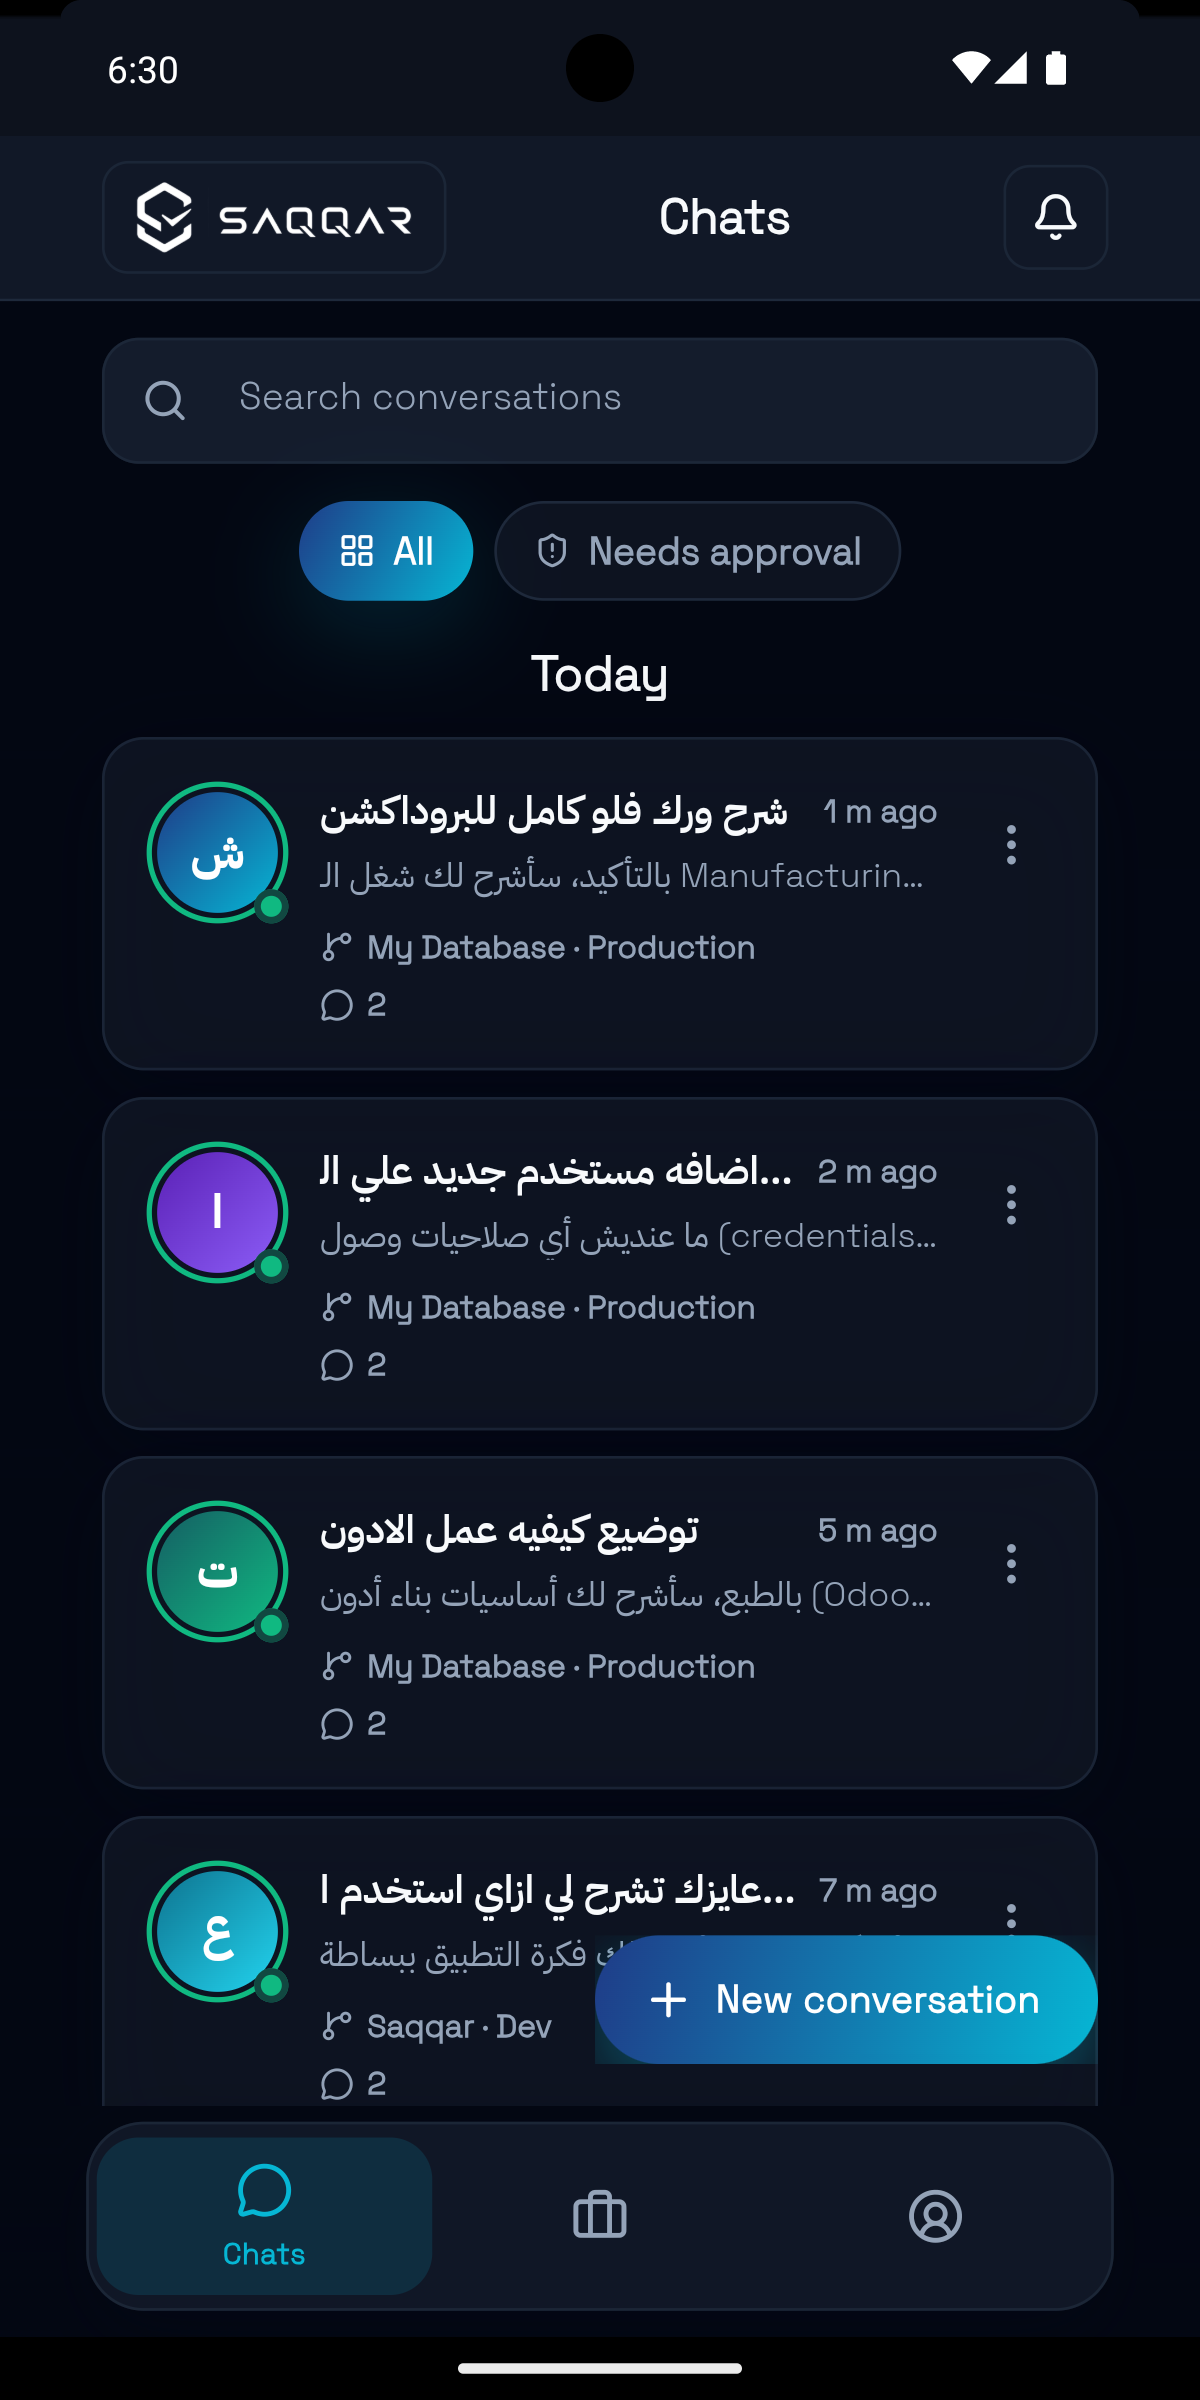 6:30
SAQQAR
Chats
Search conversations
All
Needs approval
Today
ش
شرح ورك فلو كامل للبروداكشن
1 m ago
بالتأكيد، سأشرح لك شغل الـ Manufacturin...
My Database · Production
2
ا
اضافه مستخدم جديد علي ال...
2 m ago
ما عنديش أي صلاحيات وصول (credentials...
My Database · Production
2
ت
توضيع كيفيه عمل الادون
5 m ago
بالطبع، سأشرح لك أساسيات بناء أدون (Odoo...
My Database · Production
2
ع
عايزك تشرح لي ازاي استخدم ا...
7 m ago
فكرة التطبيق ببساطة
Saqqar · Dev
2
New conversation
Chats